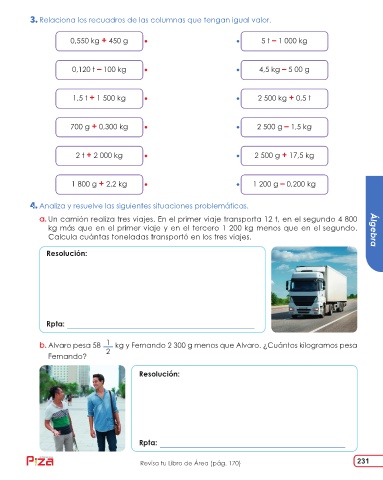 3. Relaciona los recuadros de las columnas que tengan igual valor.
0,550 kg + 450 g • • 5 t – 1 000 kg
0,120 t – 100 kg • • 4,5 kg – 5 00 g
1,5 t + 1 500 kg • • 2 500 kg + 0,5 t
700 g + 0,300 kg • • 2 500 g – 1,5 kg
2 t + 2 000 kg • • 2 500 g + 17,5 kg
1 800 g + 2,2 kg • • 1 200 g – 0,200 kg
4. Analiza y resuelve las siguientes situaciones problemáticas.
a. Un camión realiza tres viajes. En el primer viaje transporta 12 t, en el segundo 4 800
kg más que en el primer viaje y en el tercero 1 200 kg menos que en el segundo.
Calcula cuántas toneladas transportó en los tres viajes.
Álgebra
Resolución:
Rpta:
b. Alvaro pesa 58 1/2 kg y Fernando 2 300 g menos que Alvaro. ¿Cuántos kilogramos pesa
Fernando?
Resolución:
Rpta:
Piza
Revisa tu Libro de Área (pág. 170)
231